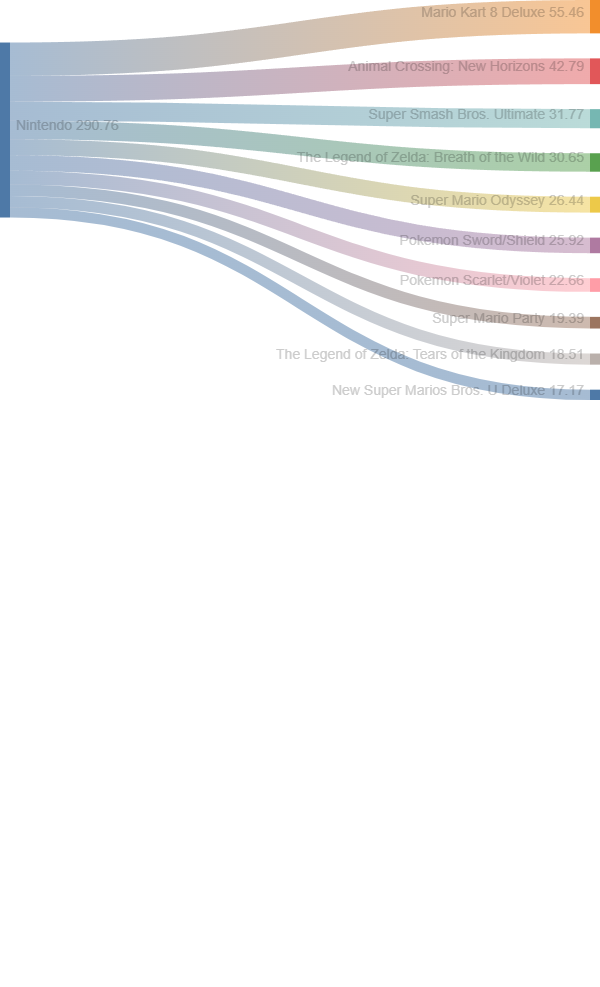 Mario Kart 8 Deluxe 55.46
Animal Crossing: New Horizons 42.79
Super Smash Bros. Ultimate 31.77
Nintendo 290.76
The Legend of Zelda: Breath of the Wild 30.65
Super Mario Odyssey 26.44
Pokemon Sword/Shield 25.92
Pokemon Scarlet/Violet 22.66
Super Mario Party 19.39
The Legend of Zelda: Tears of the Kingdom 18.51
New Super Marios Bros. U Deluxe 17.17